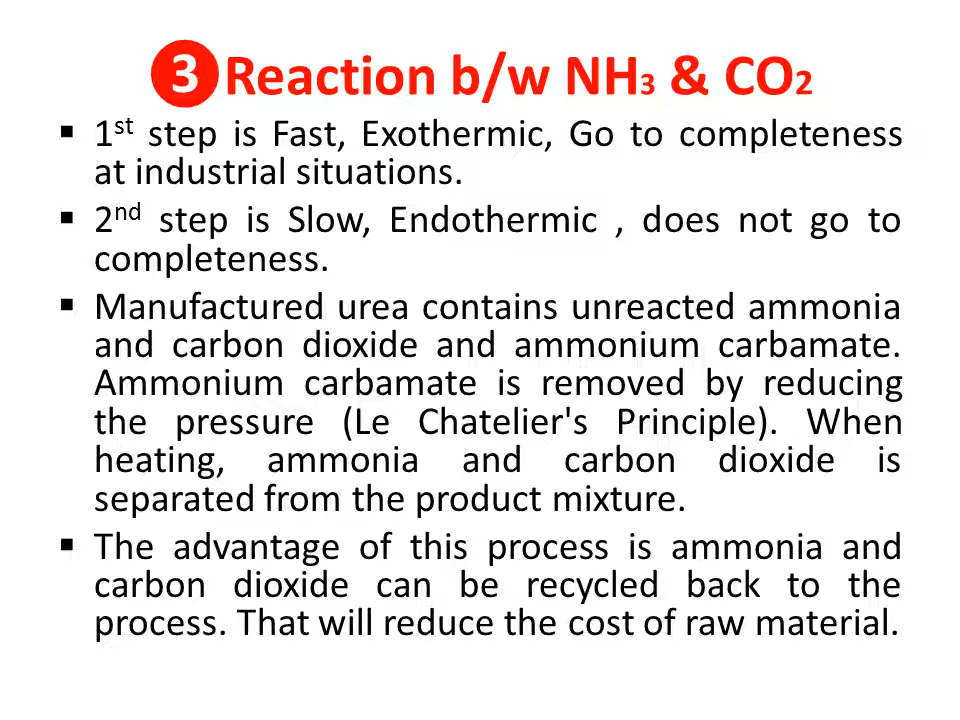 ❸Reaction b/w NH₃ & CO₂
▪ 1ˢᵗ step is Fast, Exothermic, Go to completeness
at industrial situations.
▪ 2ⁿᵈ step is Slow, Endothermic , does not go to
completeness.
▪ Manufactured urea contains unreacted ammonia
and carbon dioxide and ammonium carbamate.
Ammonium carbamate is removed by reducing
the pressure (Le Chatelier's Principle). When
heating, ammonia and carbon dioxide is
separated from the product mixture.
▪ The advantage of this process is ammonia and
carbon dioxide can be recycled back to the
process. That will reduce the cost of raw material.